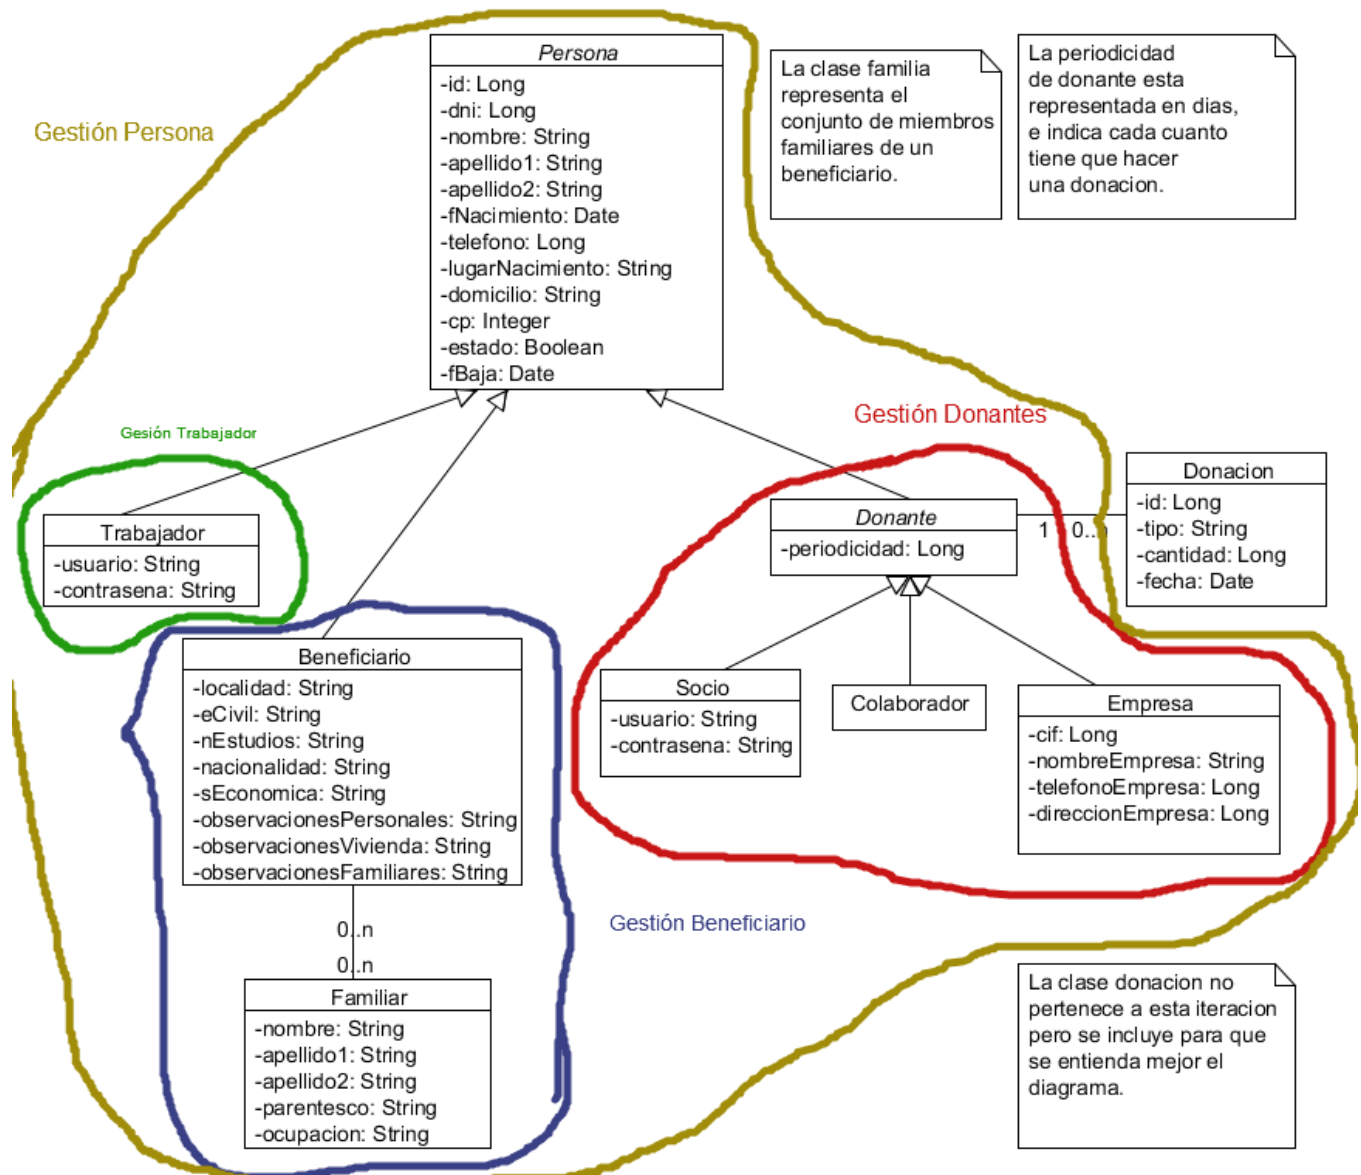 Persona
-id: Long
-dni: Long
-nombre: String
-apellido1: String
-apellido2: String
-fNacimiento: Date
-telefono: Long
-lugarNacimiento: String
-domicilio: String
-cp: Integer
-estado: Boolean
-fBaja: Date
La clase familia
representa el
conjunto de miembros
familiares de un
beneficiario.
La periodicidad
de donante esta
representada en dias,
e indica cada cuanto
tiene que hacer
una donacion.
Gestión Persona
Gesión Trabajador
Gestión Donantes
Trabajador
-usuario: String
-contrasena: String
Donante
-periodicidad: Long
1
0..n
Donacion
-id: Long
-tipo: String
-cantidad: Long
-fecha: Date
Beneficiario
-localidad: String
-eCivil: String
-nEstudios: String
-nacionalidad: String
-sEconomica: String
-observacionesPersonales: String
-observacionesVivienda: String
-observacionesFamiliares: String
Socio
-usuario: String
-contrasena: String
Colaborador
Empresa
-cif: Long
-nombreEmpresa: String
-telefonoEmpresa: Long
-direccionEmpresa: Long
0..n
0..n
Gestión Beneficiario
Familiar
-nombre: String
-apellido1: String
-apellido2: String
-parentesco: String
-ocupacion: String
La clase donacion no
pertenece a esta iteracion
pero se incluye para que
se entienda mejor el
diagrama.